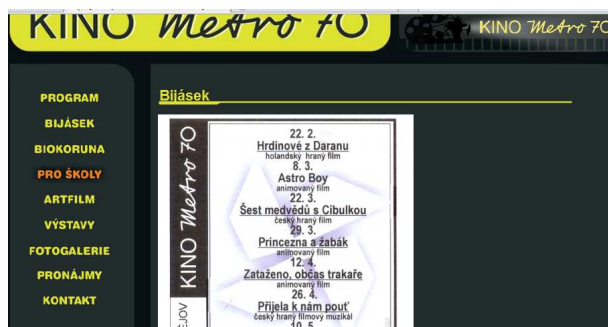 KINO Metro 70
KINO Metro 70
PROGRAM
BIJÁSEK
BIOKORUNA
PRO ŠKOLY
ARTFILM
VÝSTAVY
FOTOGALERIE
PRONÁJMY
KONTAKT
Bijásek
KINO Metro 70
22. 2.
Hrdinové z Daranu
holandský hraný film
8. 3.
Astro Boy
animovaný film
22. 3.
Šest medvědů s Cibulkou
český hraný film
29. 3.
Princezna a žabák
animovaný film
12. 4.
Zataženo, občas trakaře
animovaný film
26. 4.
Přijela k nám pouť
český hraný filmový muzikál
10. 5.